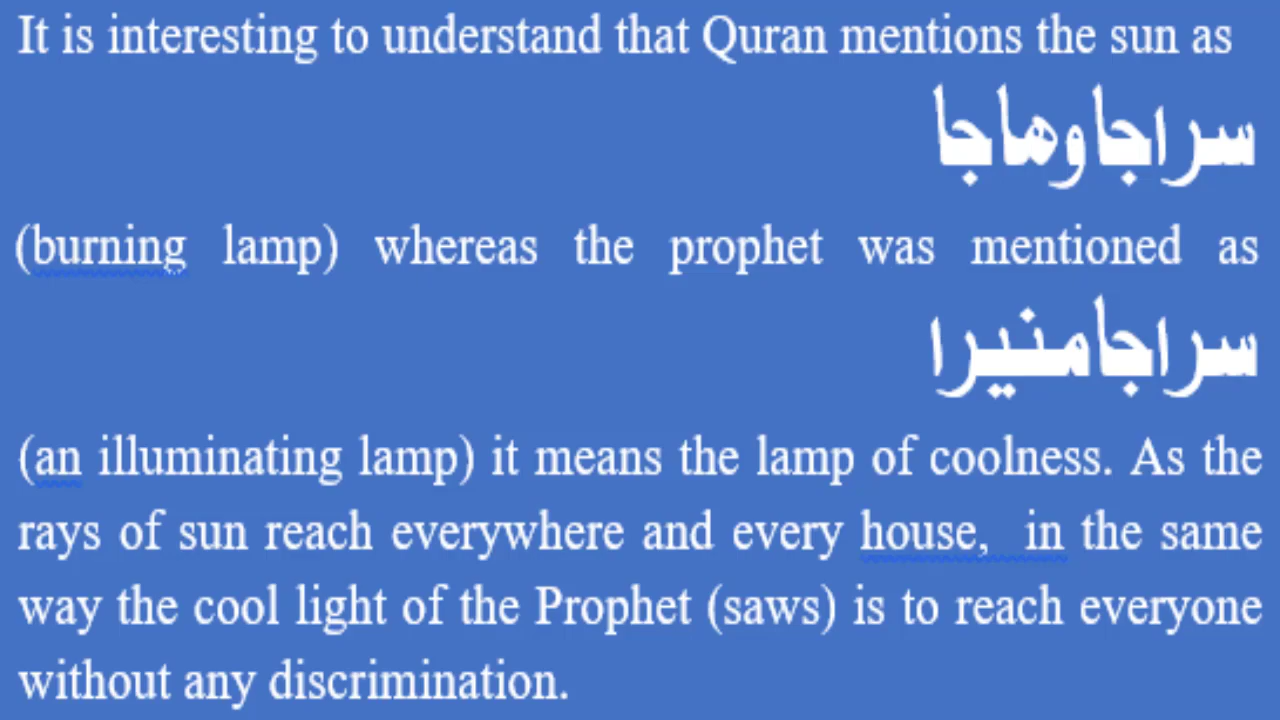 It is interesting to understand that Quran mentions the sun as
سراجاوهاجا
(burning lamp) whereas the prophet was mentioned as
سراجامنيرا
(an illuminating lamp) it means the lamp of coolness. As the
rays of sun reach everywhere and every house,  in the same
way the cool light of the Prophet (saws) is to reach everyone
without any discrimination.